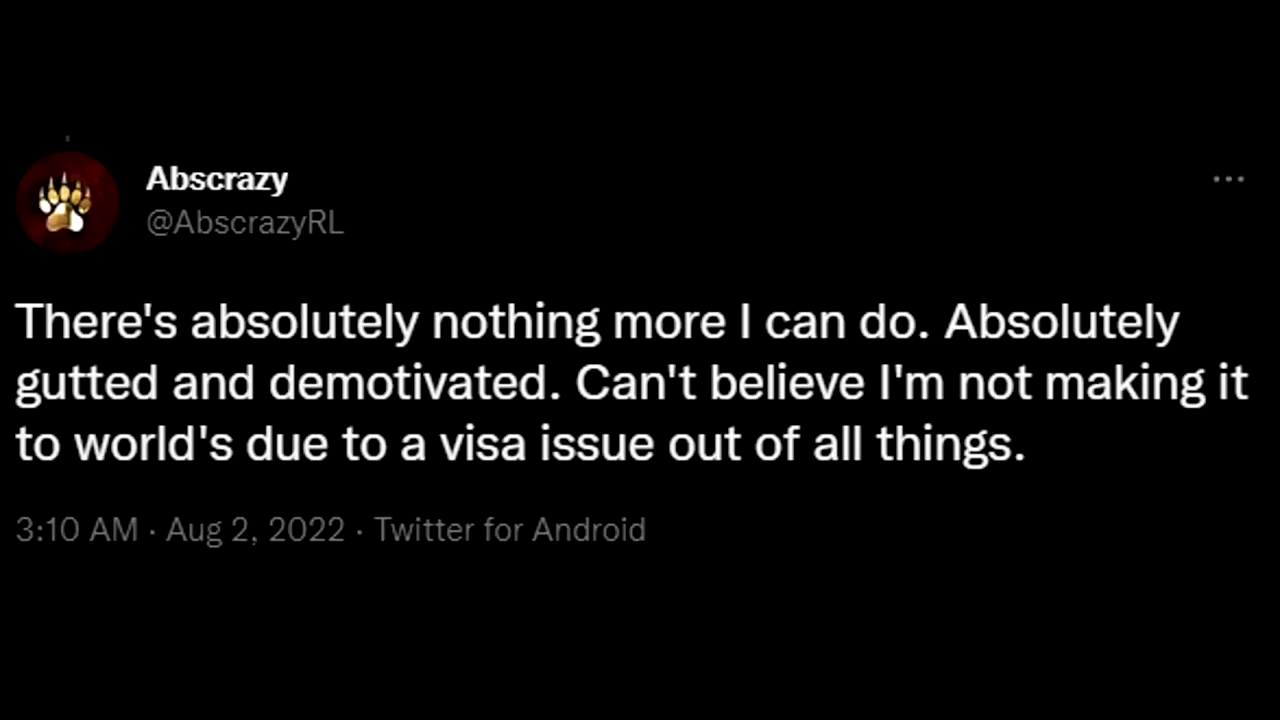 Abscrazy
@AbscrazyRL
There's absolutely nothing more I can do. Absolutely
gutted and demotivated. Can't believe I'm not making it
to world's due to a visa issue out of all things.
3:10 AM · Aug 2, 2022 · Twitter for Android